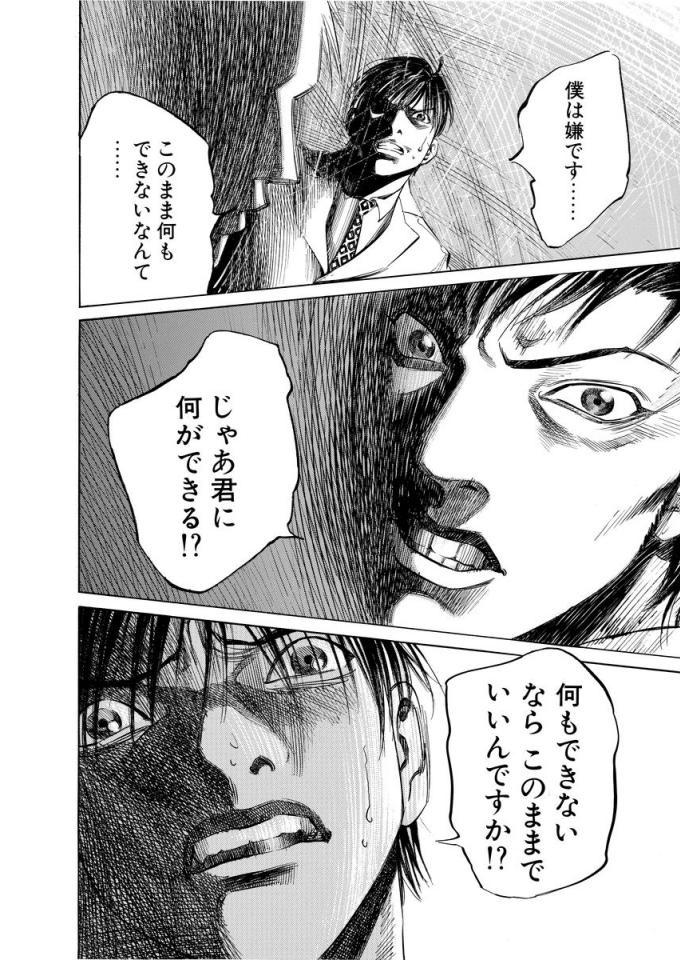 僕は嫌です……
このまま何も
できないなんて
……
じゃあ君に
何ができる!?
何もできない
なら このままで
いいんですか!?